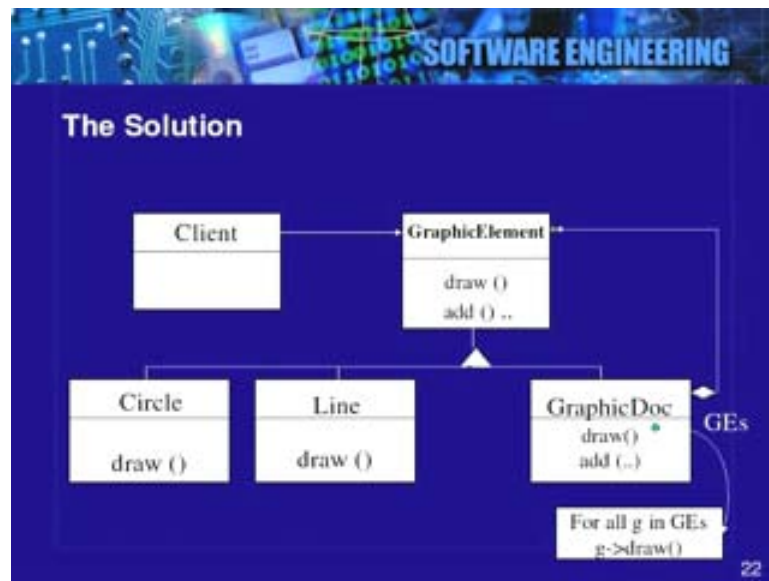 SOFTWARE ENGINEERING
The Solution
Client
GraphicElement
draw ()
add () ..
Circle
draw ()
Line
draw ()
GraphicDoc
draw()
add (..)
GEs
For all g in GEs
g->draw()
22